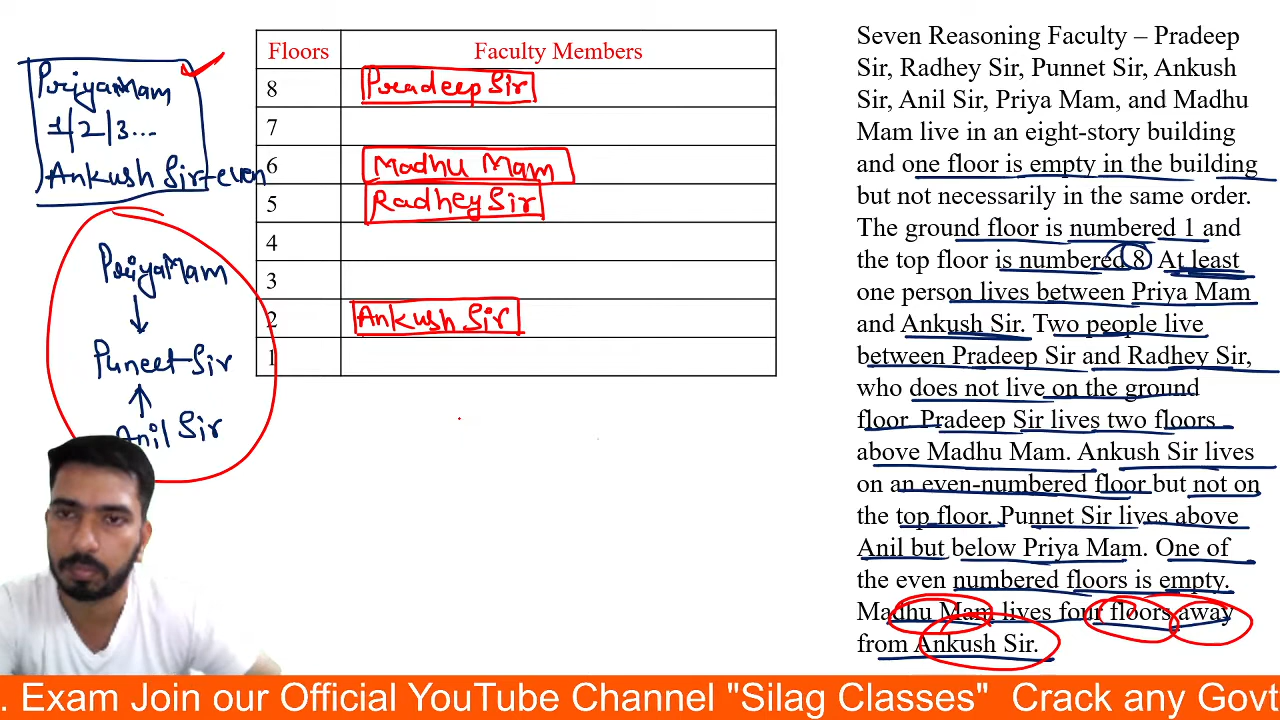 PriyaMam
1/2/3...
Ankush Sir-even
PriyaMam
Puneet Sir
Anil Sir
Floors Faculty Members
8 Pradeep Sir
7
6 Madhu Mam
5 Radhey Sir
4
3
2 Ankush Sir
1
Seven Reasoning Faculty – Pradeep
Sir, Radhey Sir, Punnet Sir, Ankush
Sir, Anil Sir, Priya Mam, and Madhu
Mam live in an eight-story building
and one floor is empty in the building
but not necessarily in the same order.
The ground floor is numbered 1 and
the top floor is numbered 8. At least
one person lives between Priya Mam
and Ankush Sir. Two people live
between Pradeep Sir and Radhey Sir,
who does not live on the ground
floor. Pradeep Sir lives two floors
above Madhu Mam. Ankush Sir lives
on an even-numbered floor but not on
the top floor. Punnet Sir lives above
Anil but below Priya Mam. One of
the even numbered floors is empty.
Madhu Mam lives four floors away
from Ankush Sir.
. Exam Join our Official YouTube Channel "Silag Classes" Crack any Govt